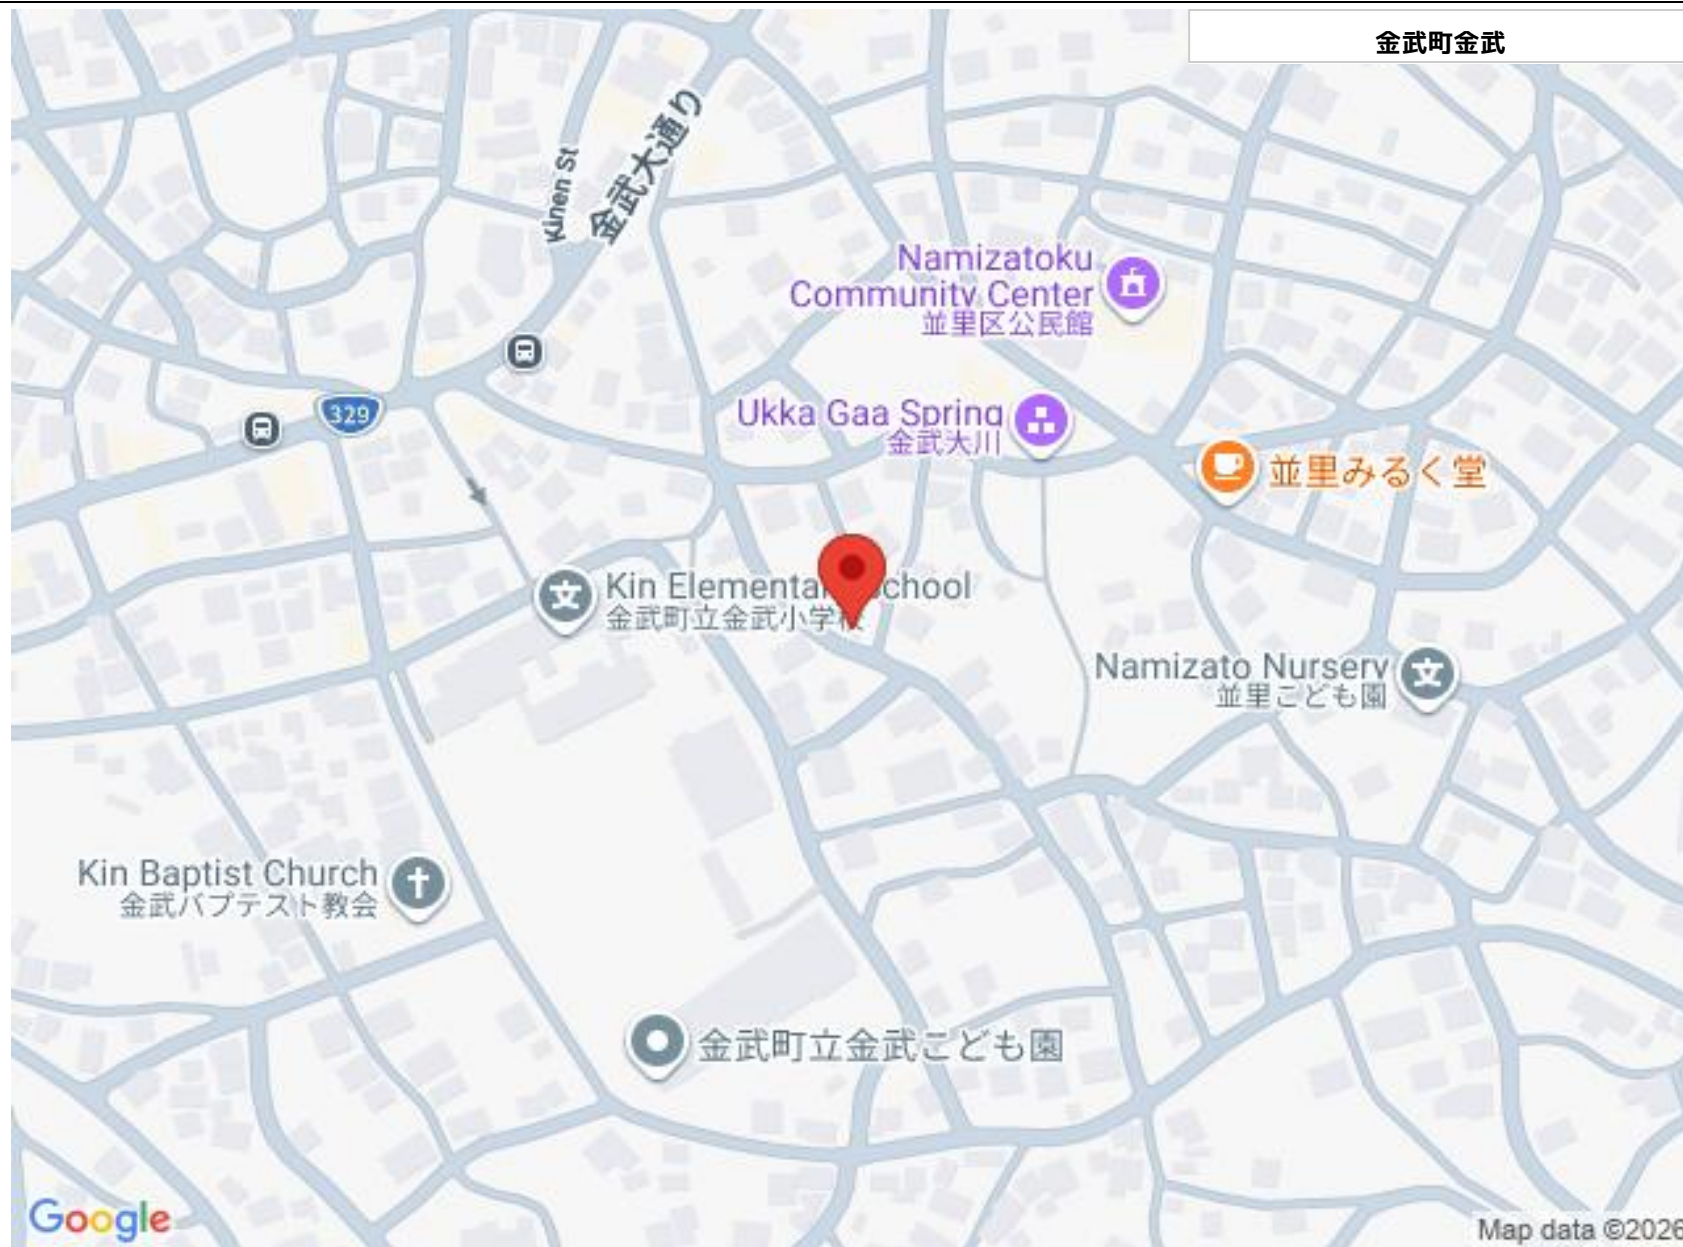 金武町金武
Kinen St
金武大通り
Namizatoku
Community Center
並里区公民館
329
Ukka Gaa Spring
金武大川
並里みるく堂
Kin Elementar chool
金武町立金武小学校
Namizato Nursery
並里こども園
Kin Baptist Church
金武バプテスト教会
金武町立金武こども園
Google
Map data ©2026